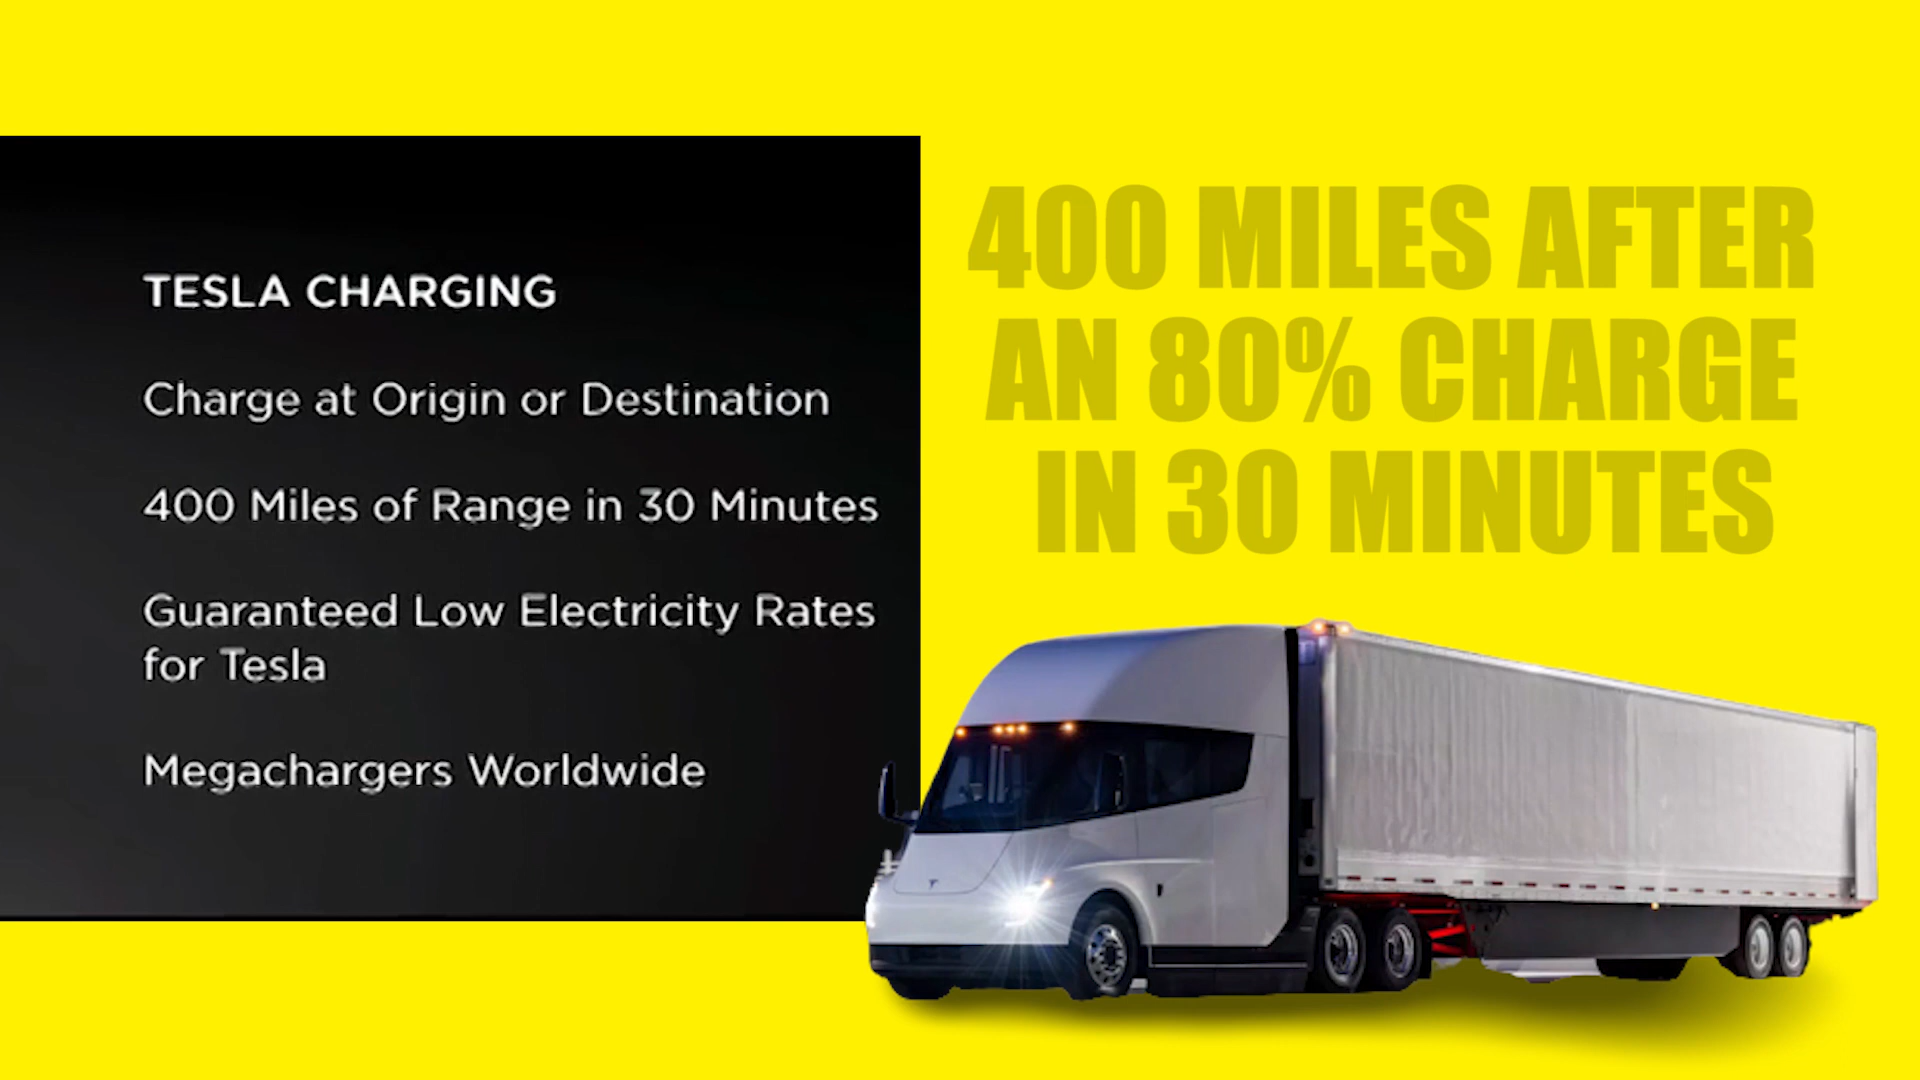 TESLA CHARGING
Charge at Origin or Destination
400 Miles of Range in 30 Minutes
Guaranteed Low Electricity Rates
for Tesla
Megachargers Worldwide
400 MILES AFTER
AN 80% CHARGE
IN 30 MINUTES